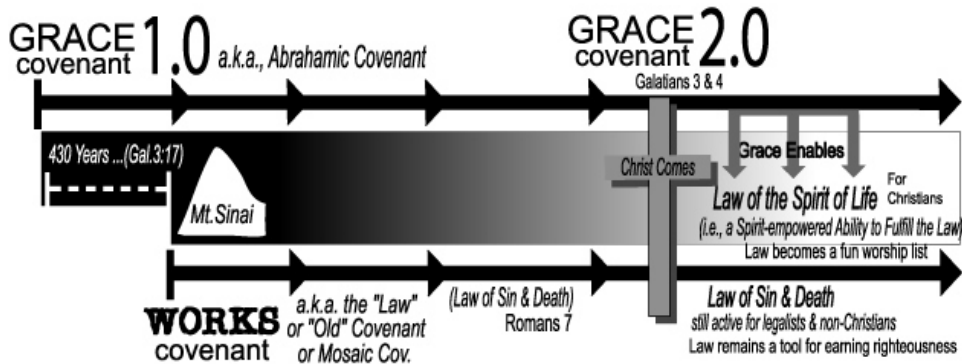 GRACE
covenant 1.0 a.k.a., Abrahamic Covenant
GRACE
covenant 2.0
Galatians 3 & 4
430 Years ...(Gal.3:17)
Mt.Sinai
Christ Comes
Grace Enables
Law of the Spirit of Life
For
Christians
(i.e., a Spirit-empowered Ability to Fulfill the Law)
Law becomes a fun worship list
WORKS
covenant
a.k.a. the "Law"
or "Old" Covenant
or Mosaic Cov.
(Law of Sin & Death)
Romans 7
Law of Sin & Death
still active for legalists & non-Christians
Law remains a tool for earning righteousness